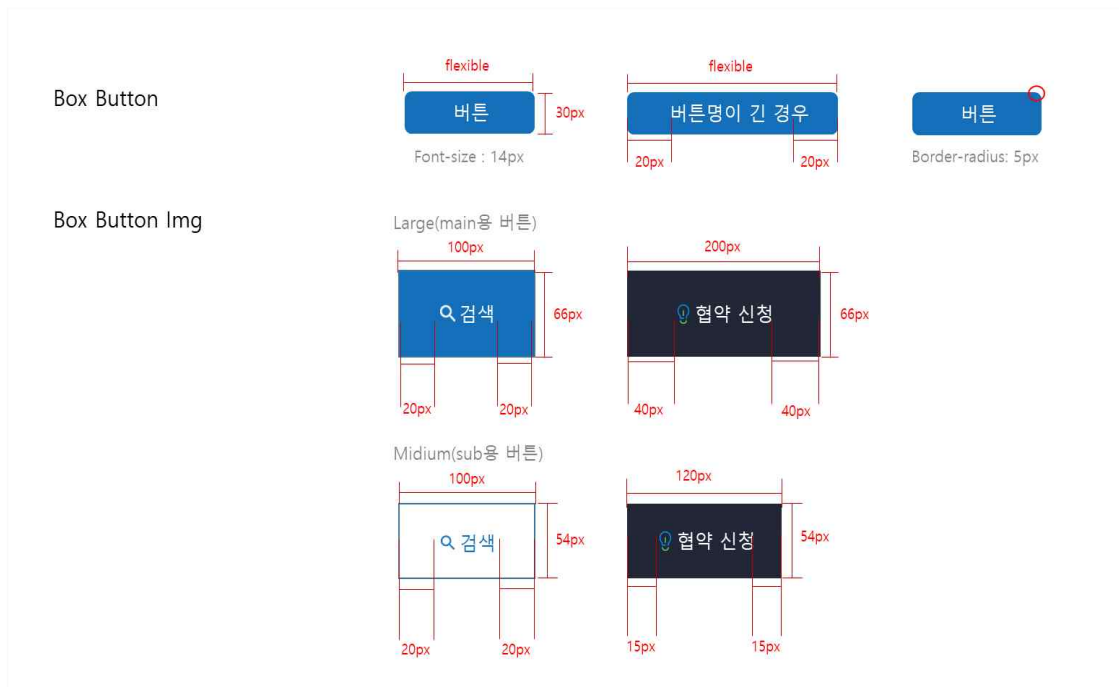 flexible
flexible
Box Button
버튼
30px
버튼명이 긴 경우
버튼
Font-size : 14px
20px
20px
Border-radius: 5px
Box Button Img
Large(main용 버튼)
100px
200px
검색
66px
협약 신청
66px
20px
20px
40px
40px
Midium(sub용 버튼)
100px
120px
검색
54px
협약 신청
54px
20px
20px
15px
15px